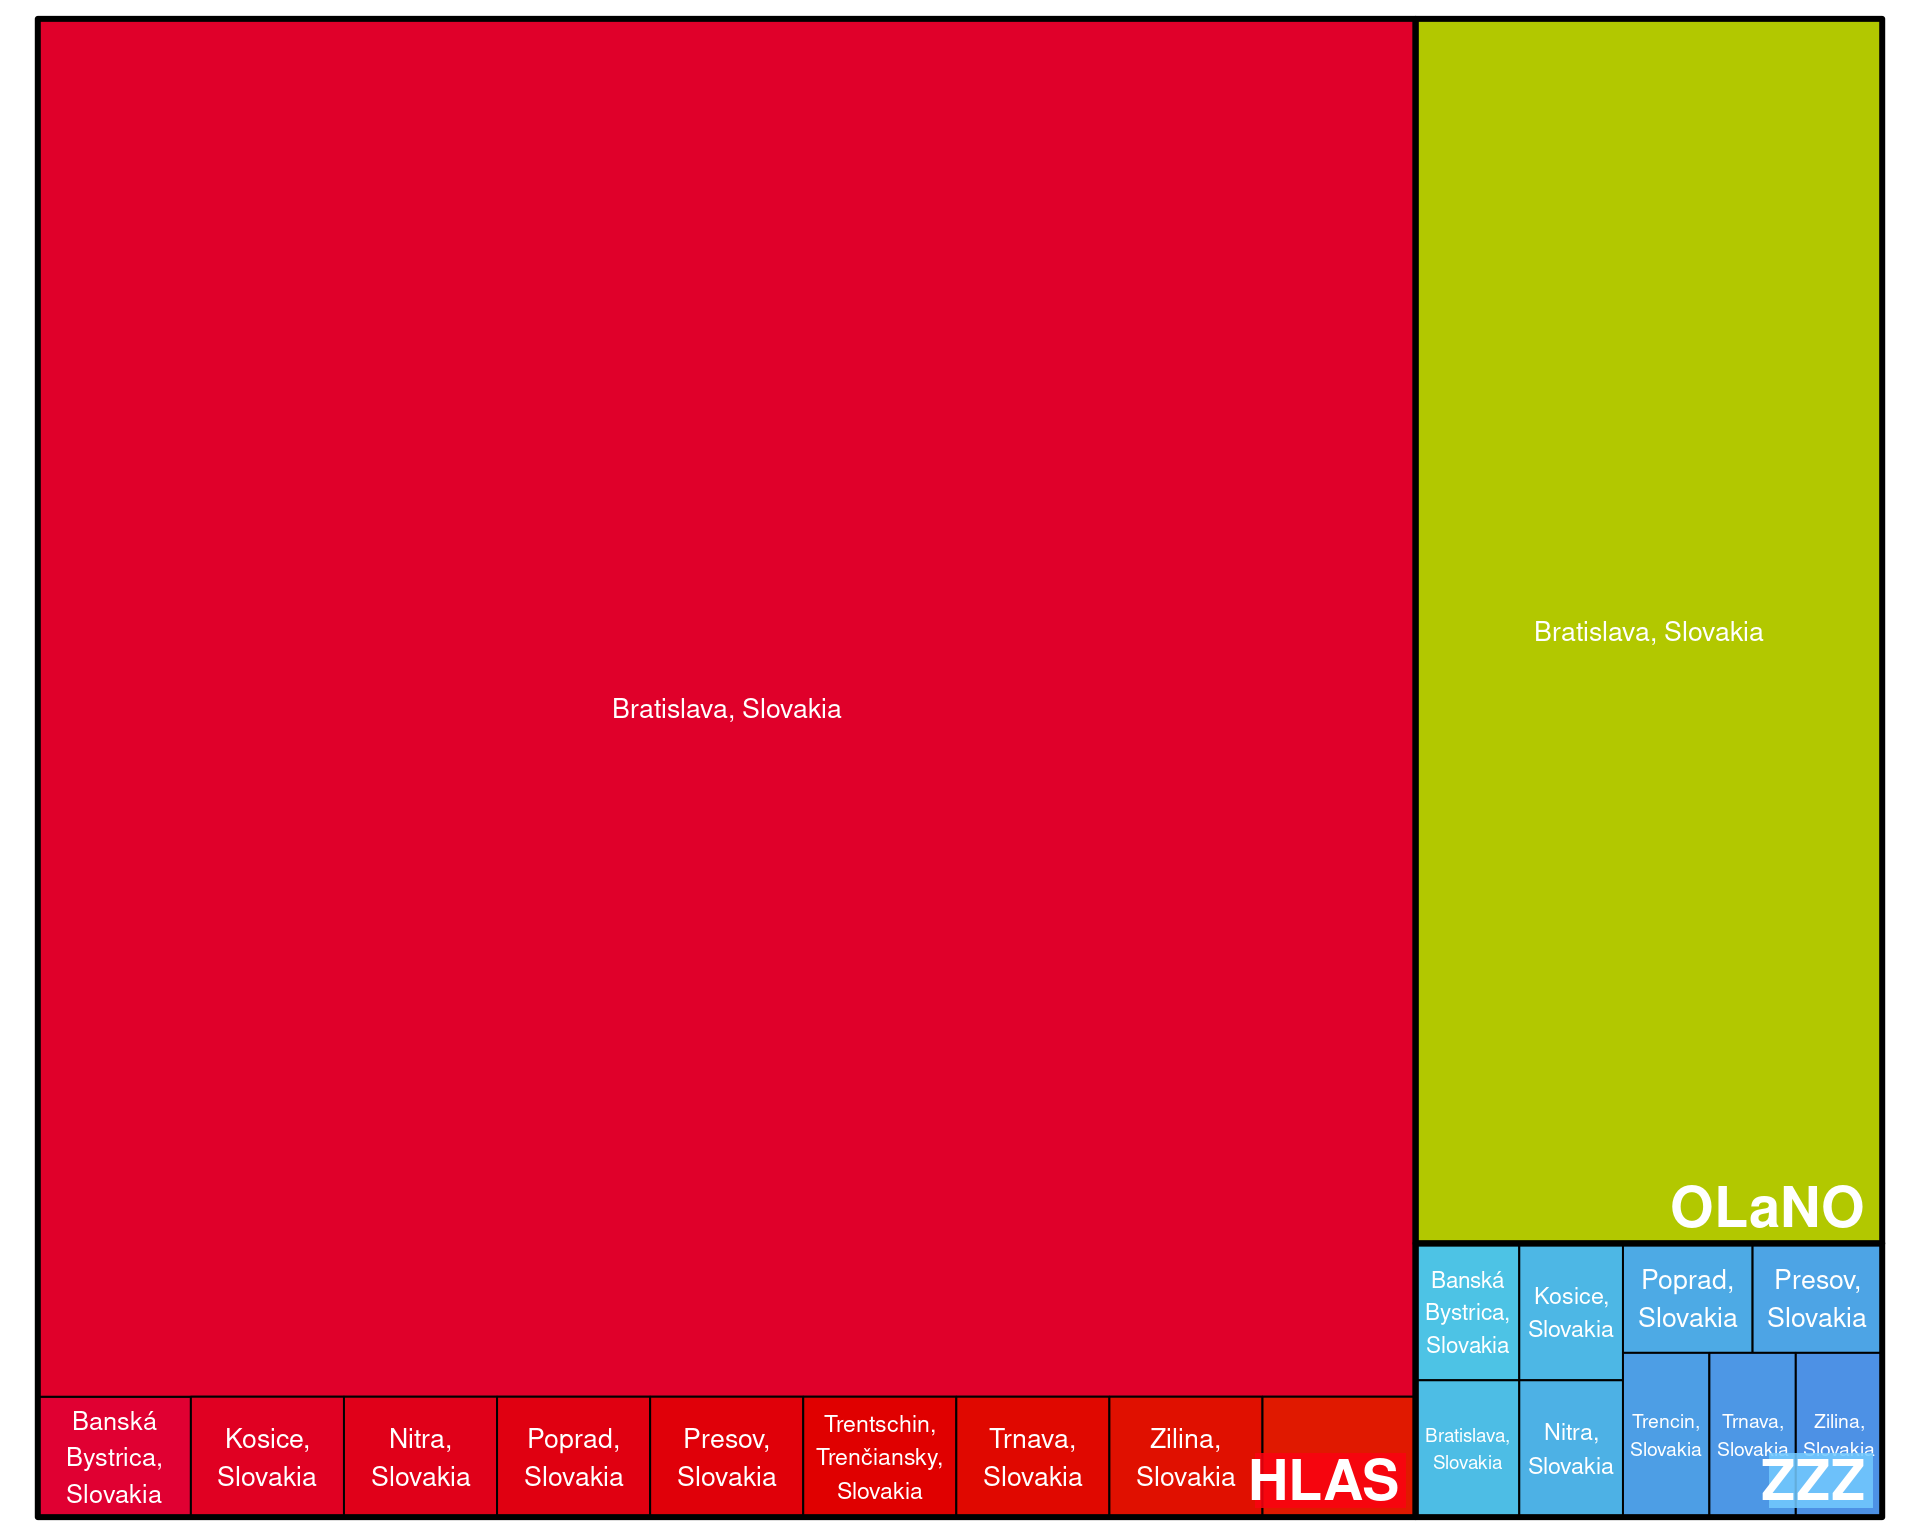 Bratislava, Slovakia
Banská
Bystrica,
Slovakia
Kosice,
Slovakia
Nitra,
Slovakia
Poprad,
Slovakia
Presov,
Slovakia
Trentschin,
Trenčiansky,
Slovakia
Trnava,
Slovakia
Zilina,
Slovakia
HLAS
Bratislava, Slovakia
OLaNO
Banská
Bystrica,
Slovakia
Kosice,
Slovakia
Poprad,
Slovakia
Presov,
Slovakia
Bratislava,
Slovakia
Nitra,
Slovakia
Trencin,
Slovakia
Trnava,
Slovakia
Zilina,
Slovakia
ZZZ